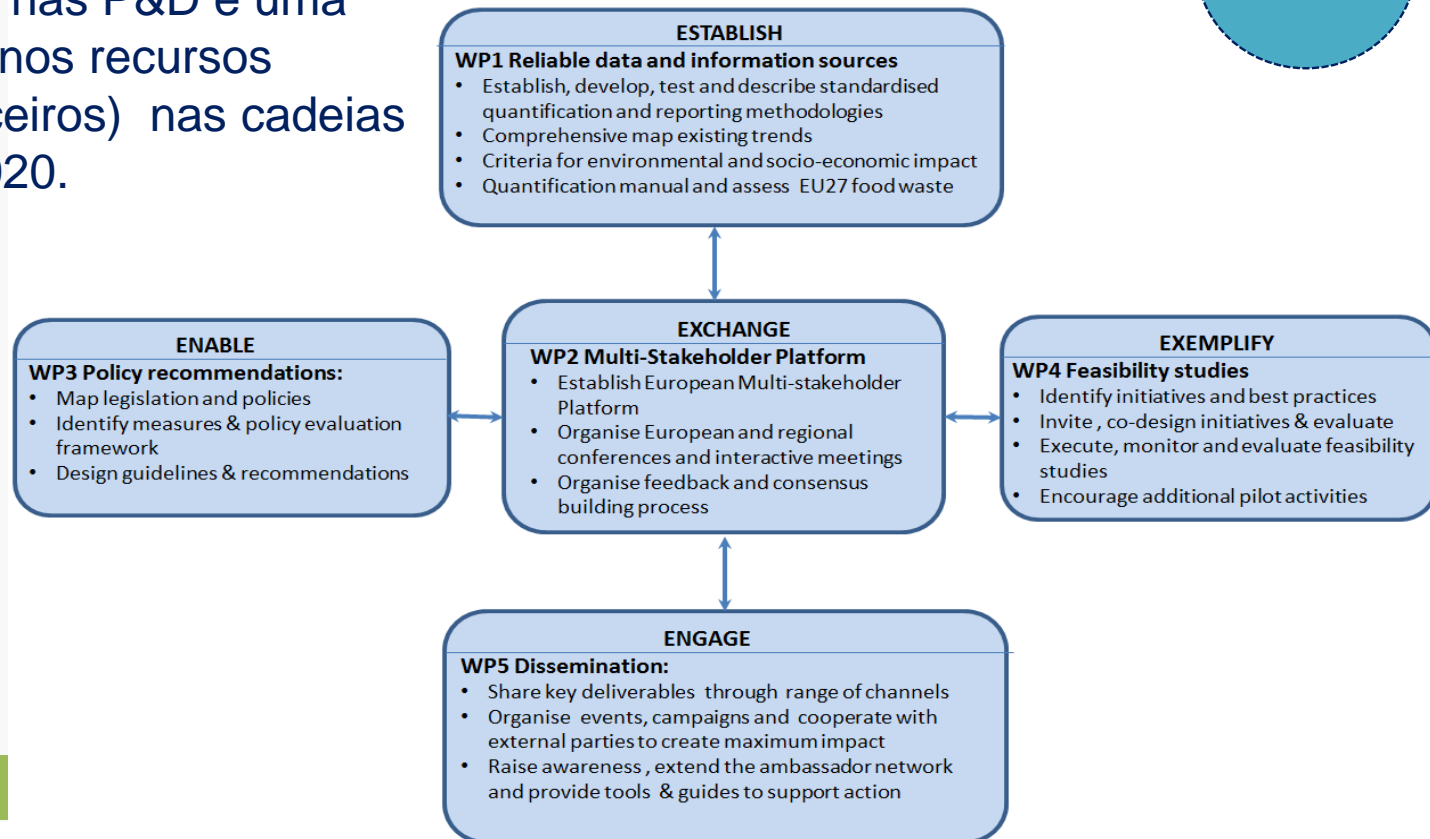 nas P&D e uma
nos recursos
nas cadeias
ESTABLISH
WP1 Reliable data and information sources
• Establish, develop, test and describe standardised
quantification and reporting methodologies
• Comprehensive map existing trends
• Criteria for environmental and socio-economic impact
• Quantification manual and assess EU27 food waste
ENABLE
WP3 Policy recommendations:
• Map legislation and policies
• Identify measures & policy evaluation
framework
• Design guidelines & recommendations
EXCHANGE
WP2 Multi-Stakeholder Platform
• Establish European Multi-stakeholder
Platform
• Organise European and regional
conferences and interactive meetings
• Organise feedback and consensus
building process
EXEMPLIFY
WP4 Feasibility studies
• Identify initiatives and best practices
• Invite , co-design initiatives & evaluate
• Execute, monitor and evaluate feasibility
studies
• Encourage additional pilot activities
ENGAGE
WP5 Dissemination:
• Share key deliverables through range of channels
• Organise events, campaigns and cooperate with
external parties to create maximum impact
• Raise awareness , extend the ambassador network
and provide tools & guides to support action